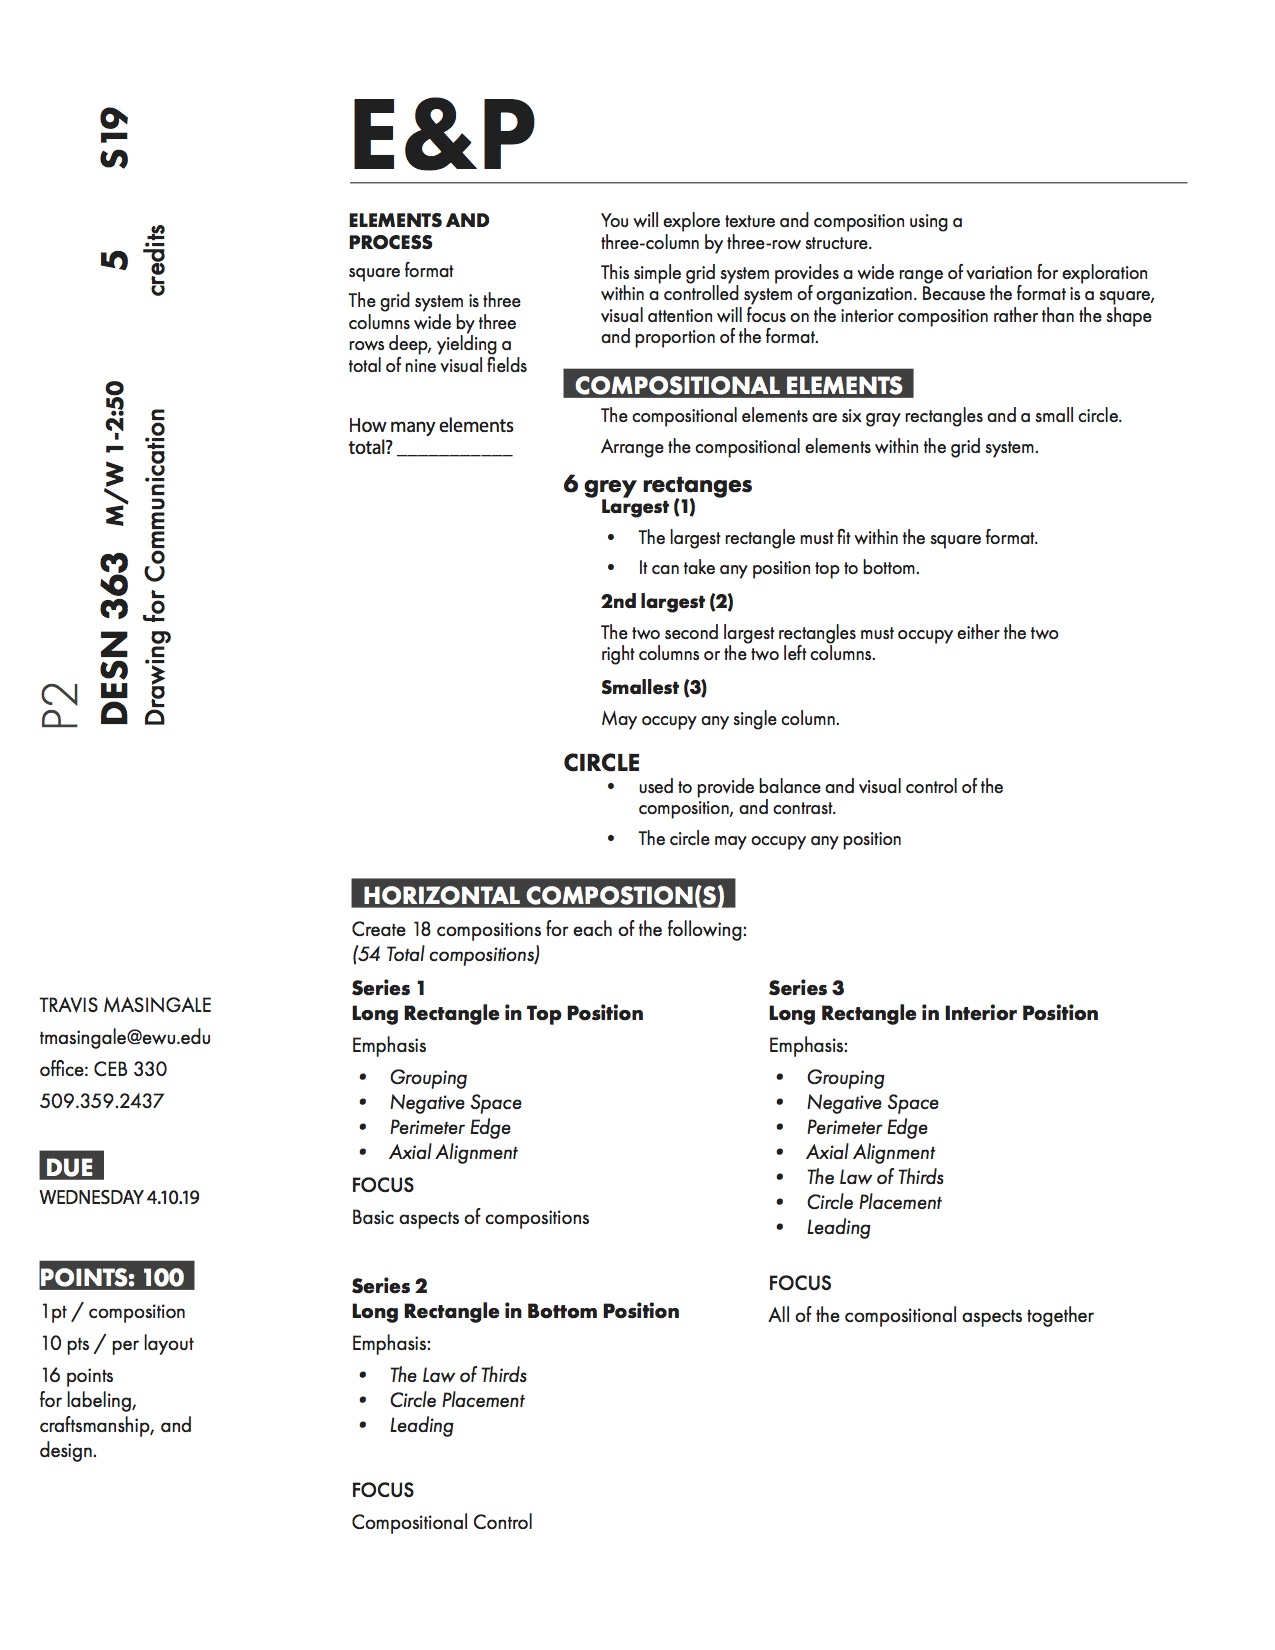 P2
DESN 363 M/W 1-2:50 5 S19
Drawing for Communication credits
E&P
ELEMENTS AND
PROCESS
square format
The grid system is three
columns wide by three
rows deep, yielding a
total of nine visual fields
How many elements
total? ___________
You will explore texture and composition using a
three-column by three-row structure.
This simple grid system provides a wide range of variation for exploration
within a controlled system of organization. Because the format is a square,
visual attention will focus on the interior composition rather than the shape
and proportion of the format.
COMPOSITIONAL ELEMENTS
The compositional elements are six gray rectangles and a small circle.
Arrange the compositional elements within the grid system.
6 grey rectanges
Largest (1)
• The largest rectangle must fit within the square format.
• It can take any position top to bottom.
2nd largest (2)
The two second largest rectangles must occupy either the two
right columns or the two left columns.
Smallest (3)
May occupy any single column.
CIRCLE
• used to provide balance and visual control of the
composition, and contrast.
• The circle may occupy any position
HORIZONTAL COMPOSTION(S)
Create 18 compositions for each of the following:
(54 Total compositions)
Series 1
Long Rectangle in Top Position
Emphasis
• Grouping
• Negative Space
• Perimeter Edge
• Axial Alignment
FOCUS
Basic aspects of compositions
Series 2
Long Rectangle in Bottom Position
Emphasis:
• The Law of Thirds
• Circle Placement
• Leading
FOCUS
Compositional Control
Series 3
Long Rectangle in Interior Position
Emphasis:
• Grouping
• Negative Space
• Perimeter Edge
• Axial Alignment
• The Law of Thirds
• Circle Placement
• Leading
FOCUS
All of the compositional aspects together
TRAVIS MASINGALE
tmasingale@ewu.edu
office: CEB 330
509.359.2437
DUE
WEDNESDAY 4.10.19
POINTS: 100
1pt / composition
10 pts / per layout
16 points
for labeling,
craftsmanship, and
design.